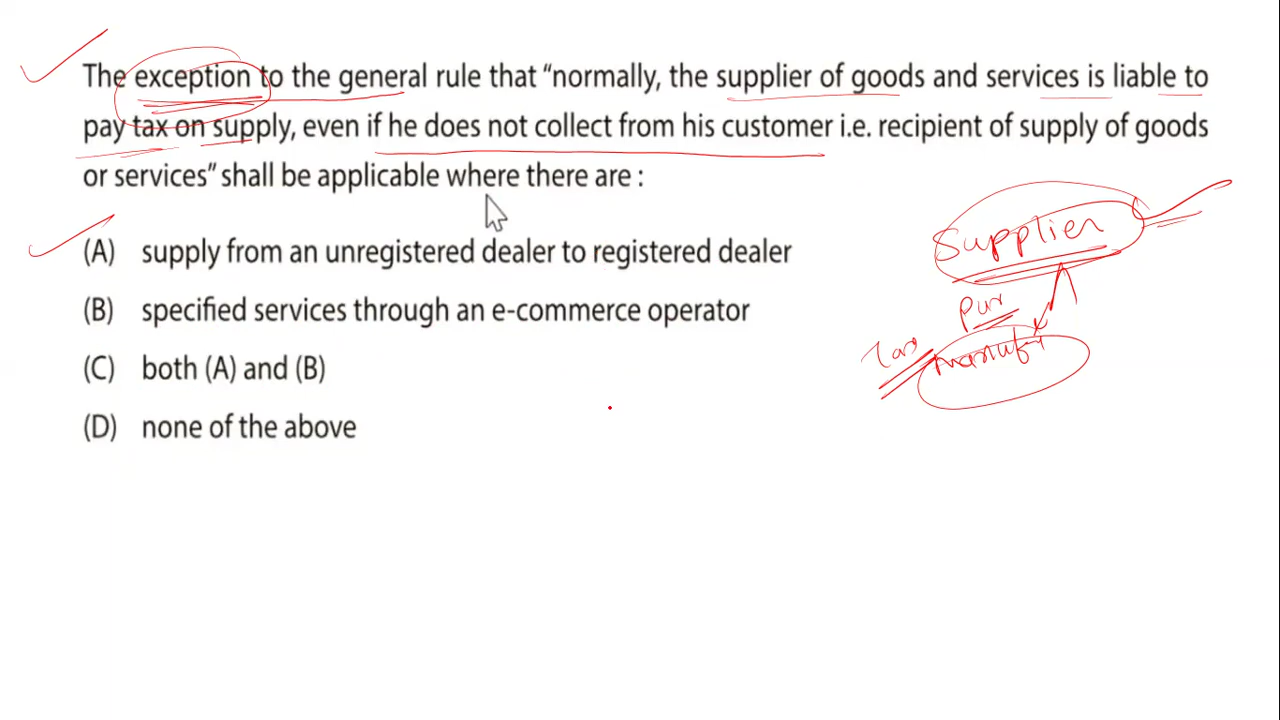 The exception to the general rule that “normally, the supplier of goods and services is liable to
pay tax on supply, even if he does not collect from his customer i.e. recipient of supply of goods
or services” shall be applicable where there are :
(A) supply from an unregistered dealer to registered dealer
(B) specified services through an e-commerce operator
(C) both (A) and (B)
(D) none of the above
Supplier
Pur